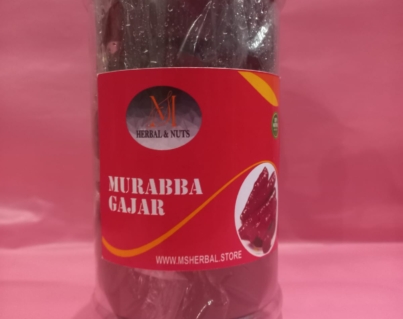 M
HERBAL & NUTS
MURABBA
GAJAR
WWW.MSHERBAL.STORE